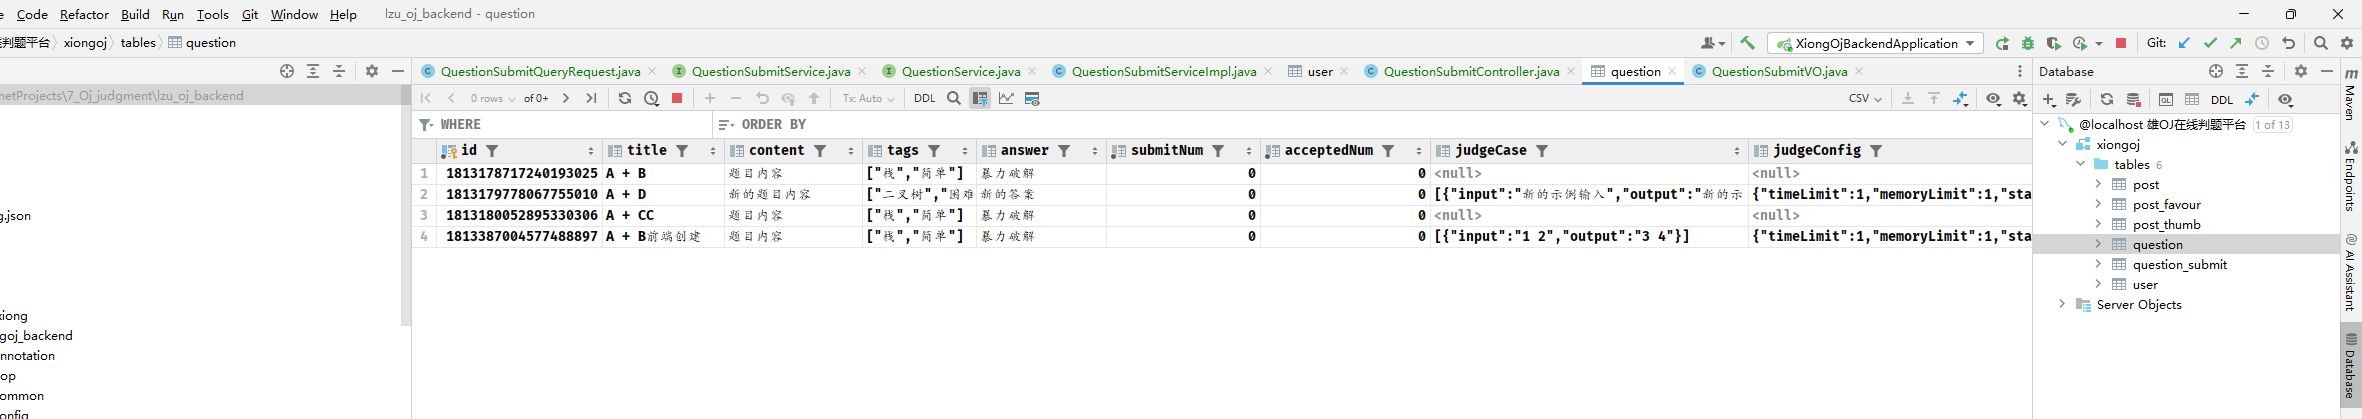 Code Refactor Build Run Tools Git Window Help lzu_oj_backend - question
判题平台 xiongoj tables question XiongOjBackendApplication Git:
QuestionSubmitQueryRequest.java QuestionSubmitService.java QuestionService.java QuestionSubmitServiceImpl.java user QuestionSubmitController.java question QuestionSubmitVO.java Database
netProjects\7_Oj_judgment\lzu_oj_backend 0 rows of 0+ Tx: Auto DDL CSV DDL
WHERE ORDER BY
id title content tags answer submitNum acceptedNum judgeCase judgeConfig
1 1813178717240193025 A + B 题目内容 ["栈","简单"] 暴力破解 0 0 <null> <null>
2 1813179778067755010 A + D 新的题目内容 ["二叉树","困难 新的答案 0 0 [{"input":"新的示例输入","output":"新的示 {"timeLimit":1,"memoryLimit":1,"sta
3 1813180052895330306 A + CC 题目内容 ["栈","简单"] 暴力破解 0 0 <null> <null>
4 1813387004577488897 A + B前端创建 题目内容 ["栈","简单"] 暴力破解 0 0 [{"input":"1 2","output":"3 4"}] {"timeLimit":1,"memoryLimit":1,"sta
g.json
xiong
goj_backend
nnotation
op
ommon
onfig
@localhost 雄OJ在线判题平台 1 of 13
xiongoj
tables 6
post
post_favour
post_thumb
question
question_submit
user
Server Objects
m
Maven
Endpoints
AI Assistant
Database